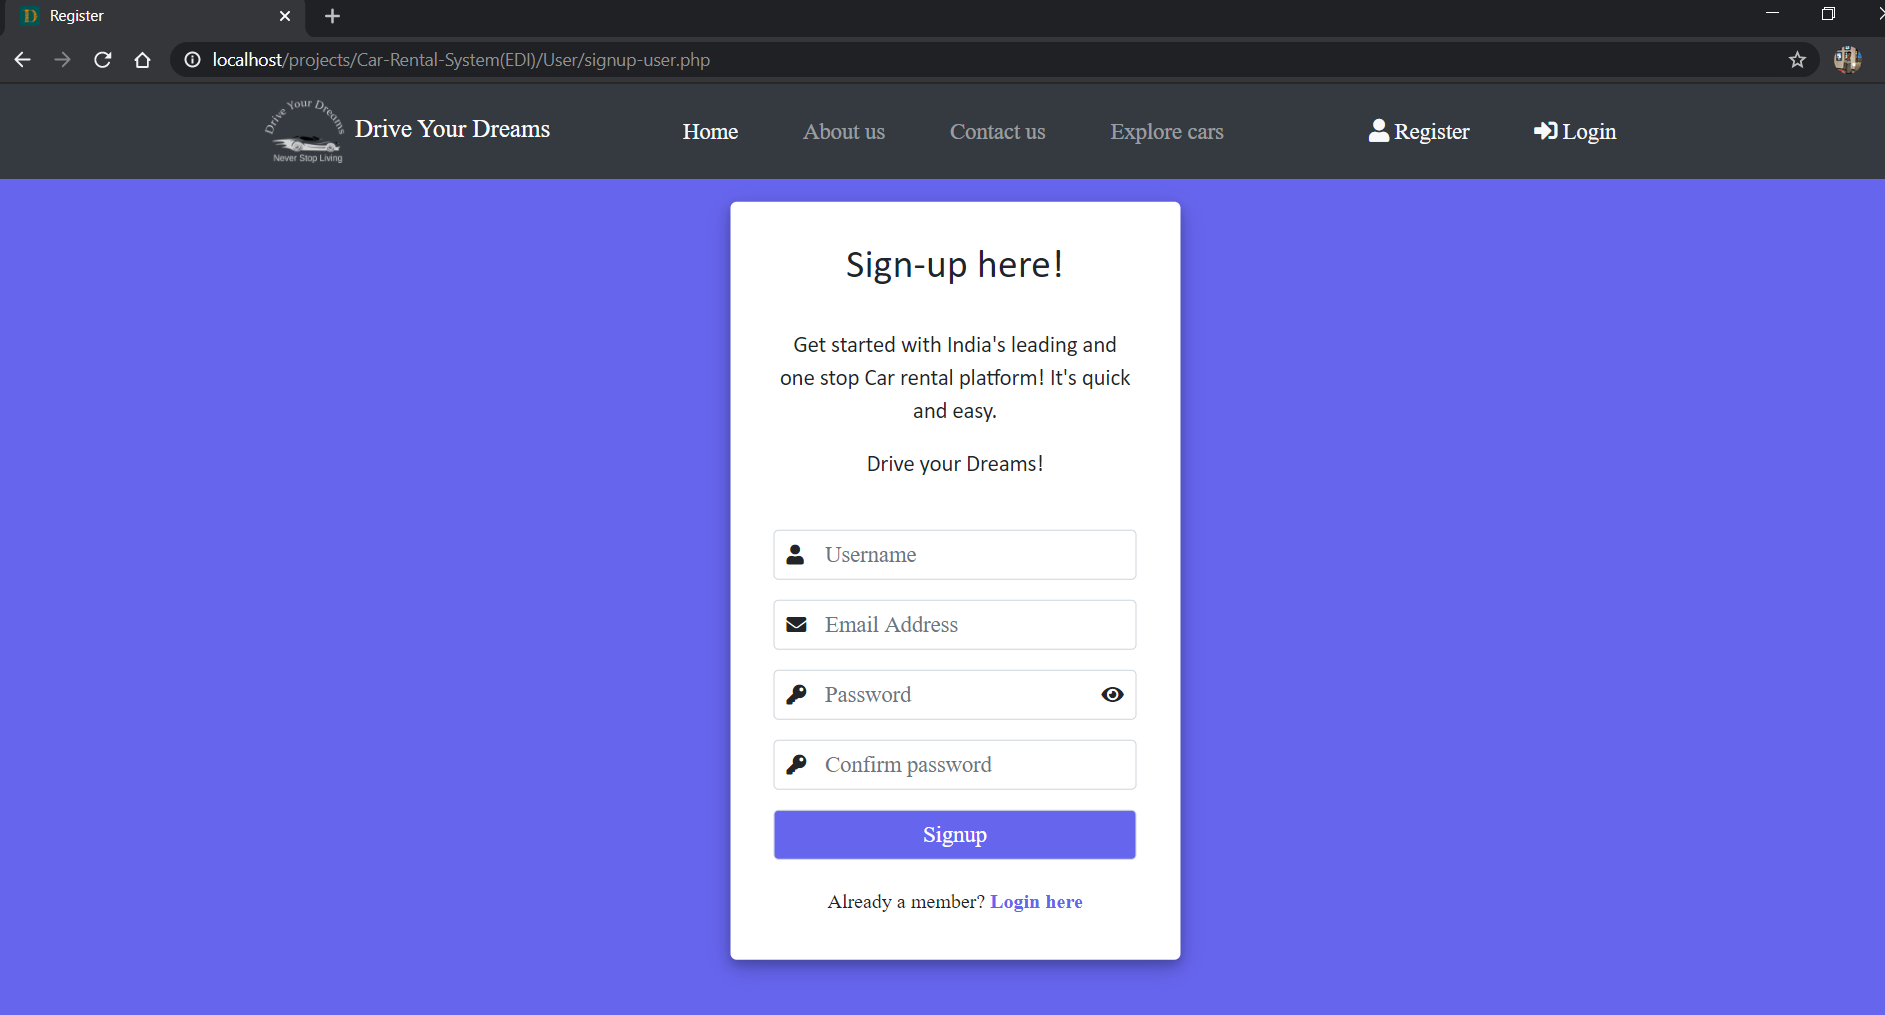 Register
localhost/projects/Car-Rental-System(EDI)/User/signup-user.php
Drive Your Dreams
Never Stop Living
Drive Your Dreams
Home
About us
Contact us
Explore cars
Register
Login
Sign-up here!
Get started with India's leading and
one stop Car rental platform! It's quick
and easy.
Drive your Dreams!
Username
Email Address
Password
Confirm password
Signup
Already a member? Login here